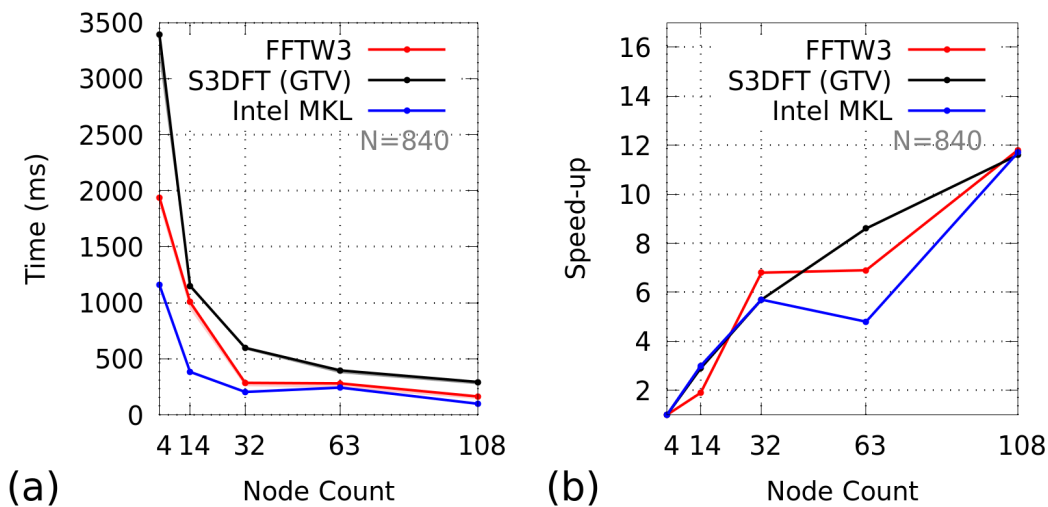 3500
3000
2500
2000
1500
1000
500
0
Time (ms)
FFTW3
S3DFT (GTV)
Intel MKL
N=840
4 14 32 63 108
Node Count
(a)
16
14
12
10
8
6
4
2
Speed-up
FFTW3
S3DFT (GTV)
Intel MKL
N=840
4 14 32 63 108
Node Count
(b)